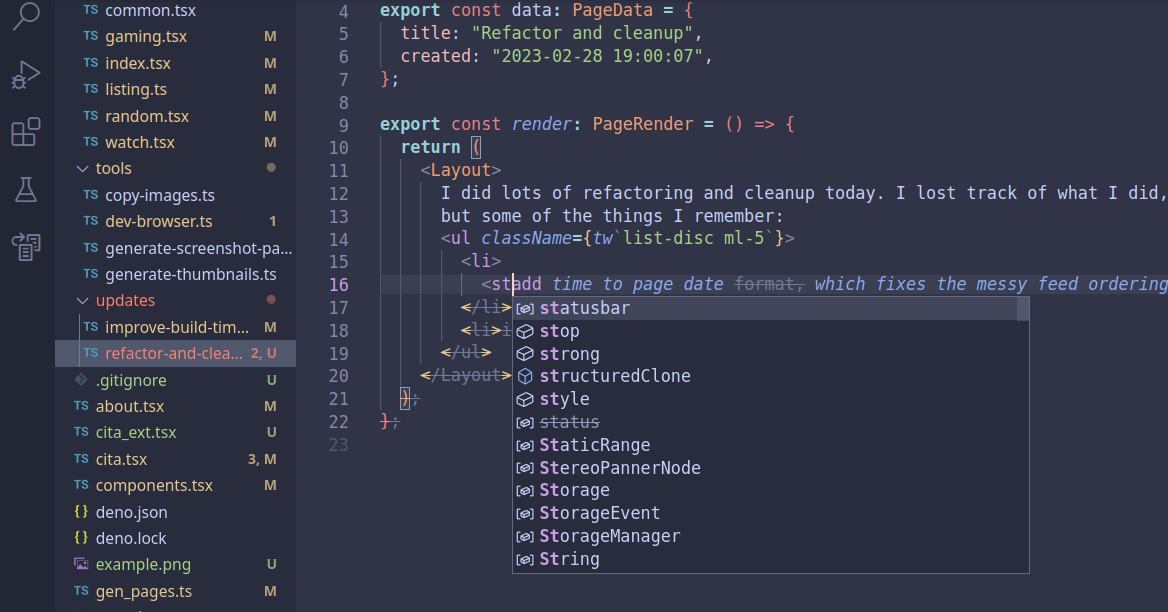 TS common.tsx
TS gaming.tsx M
TS index.tsx M
TS listing.ts M
TS random.tsx M
TS watch.tsx M
tools
TS copy-images.ts
TS dev-browser.ts 1
TS generate-screenshot-pa...
TS generate-thumbnails.ts
updates
TS improve-build-tim... M
TS refactor-and-clea... 2, U
.gitignore U
TS about.tsx M
TS cita_ext.tsx U
TS cita.tsx 3, M
TS components.tsx M
{} deno.json
{} deno.lock
example.png U
TS gen_pages.ts M
4 export const data: PageData = {
5 title: "Refactor and cleanup",
6 created: "2023-02-28 19:00:07",
7 };
8
9 export const render: PageRender = () => {
10 return (
11 <Layout>
12 I did lots of refactoring and cleanup today. I lost track of what I did,
13 but some of the things I remember:
14 <ul className={tw`list-disc ml-5`}>
15 <li>
16 <stadd time to page date format, which fixes the messy feed ordering
17 </li>
18 <li>i
19 </ul>
20 </Layout>
21 );
22 };
23
statusbar
stop
strong
structuredClone
style
status
StaticRange
StereoPannerNode
Storage
StorageEvent
StorageManager
String